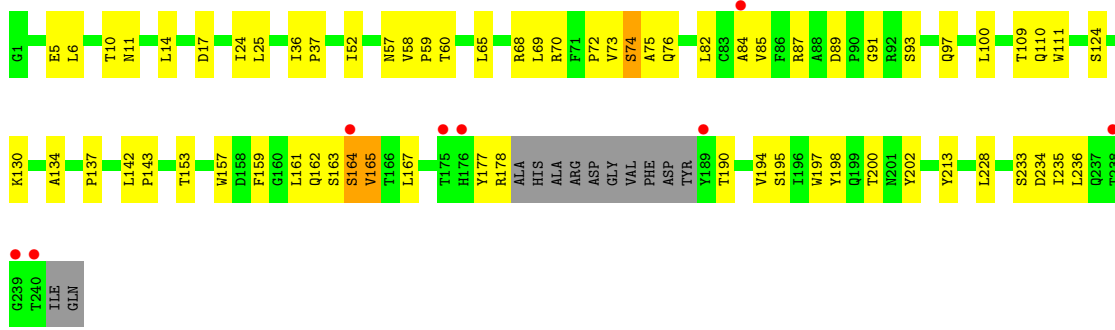 G1 E5 L6 T10 N11 L14 D17 I24 L25 I36 P37 I52 N57 V58 P59 T60 L65 R68 L69 R70 F71 P72 V73 S74 A75 Q76 L82 C83 A84 V85 F86 R87 A88 D89 P90 G91 R92 S93 Q97 L100 T109 Q110 W111 S124
K130 A134 P137 L142 P143 T153 W157 D158 F159 G160 L161 Q162 S163 S164 V165 T166 L167 T175 H176 Y177 R178 ALA HIS ALA ARG ASP GLY VAL PHE ASP TYR Y189 T190 V194 S195 I196 W197 Y198 Q199 T200 N201 Y202 Y213 L228 S233 D234 I235 L236 Q237 T238
G239 T240 ILE GLN